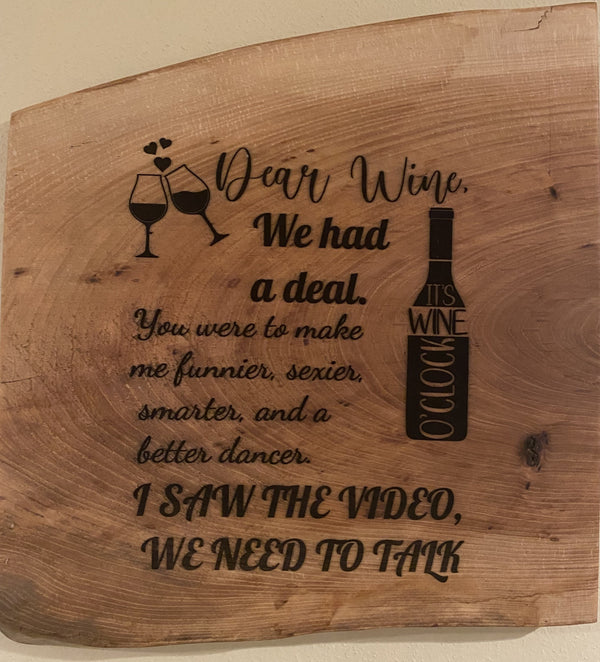 Dear Wine,
We had
a deal.
You were to make
me funnier, sexier,
smarter, and a
better dancer.
I SAW THE VIDEO,
WE NEED TO TALK
IT'S
WINE
O'CLOCK